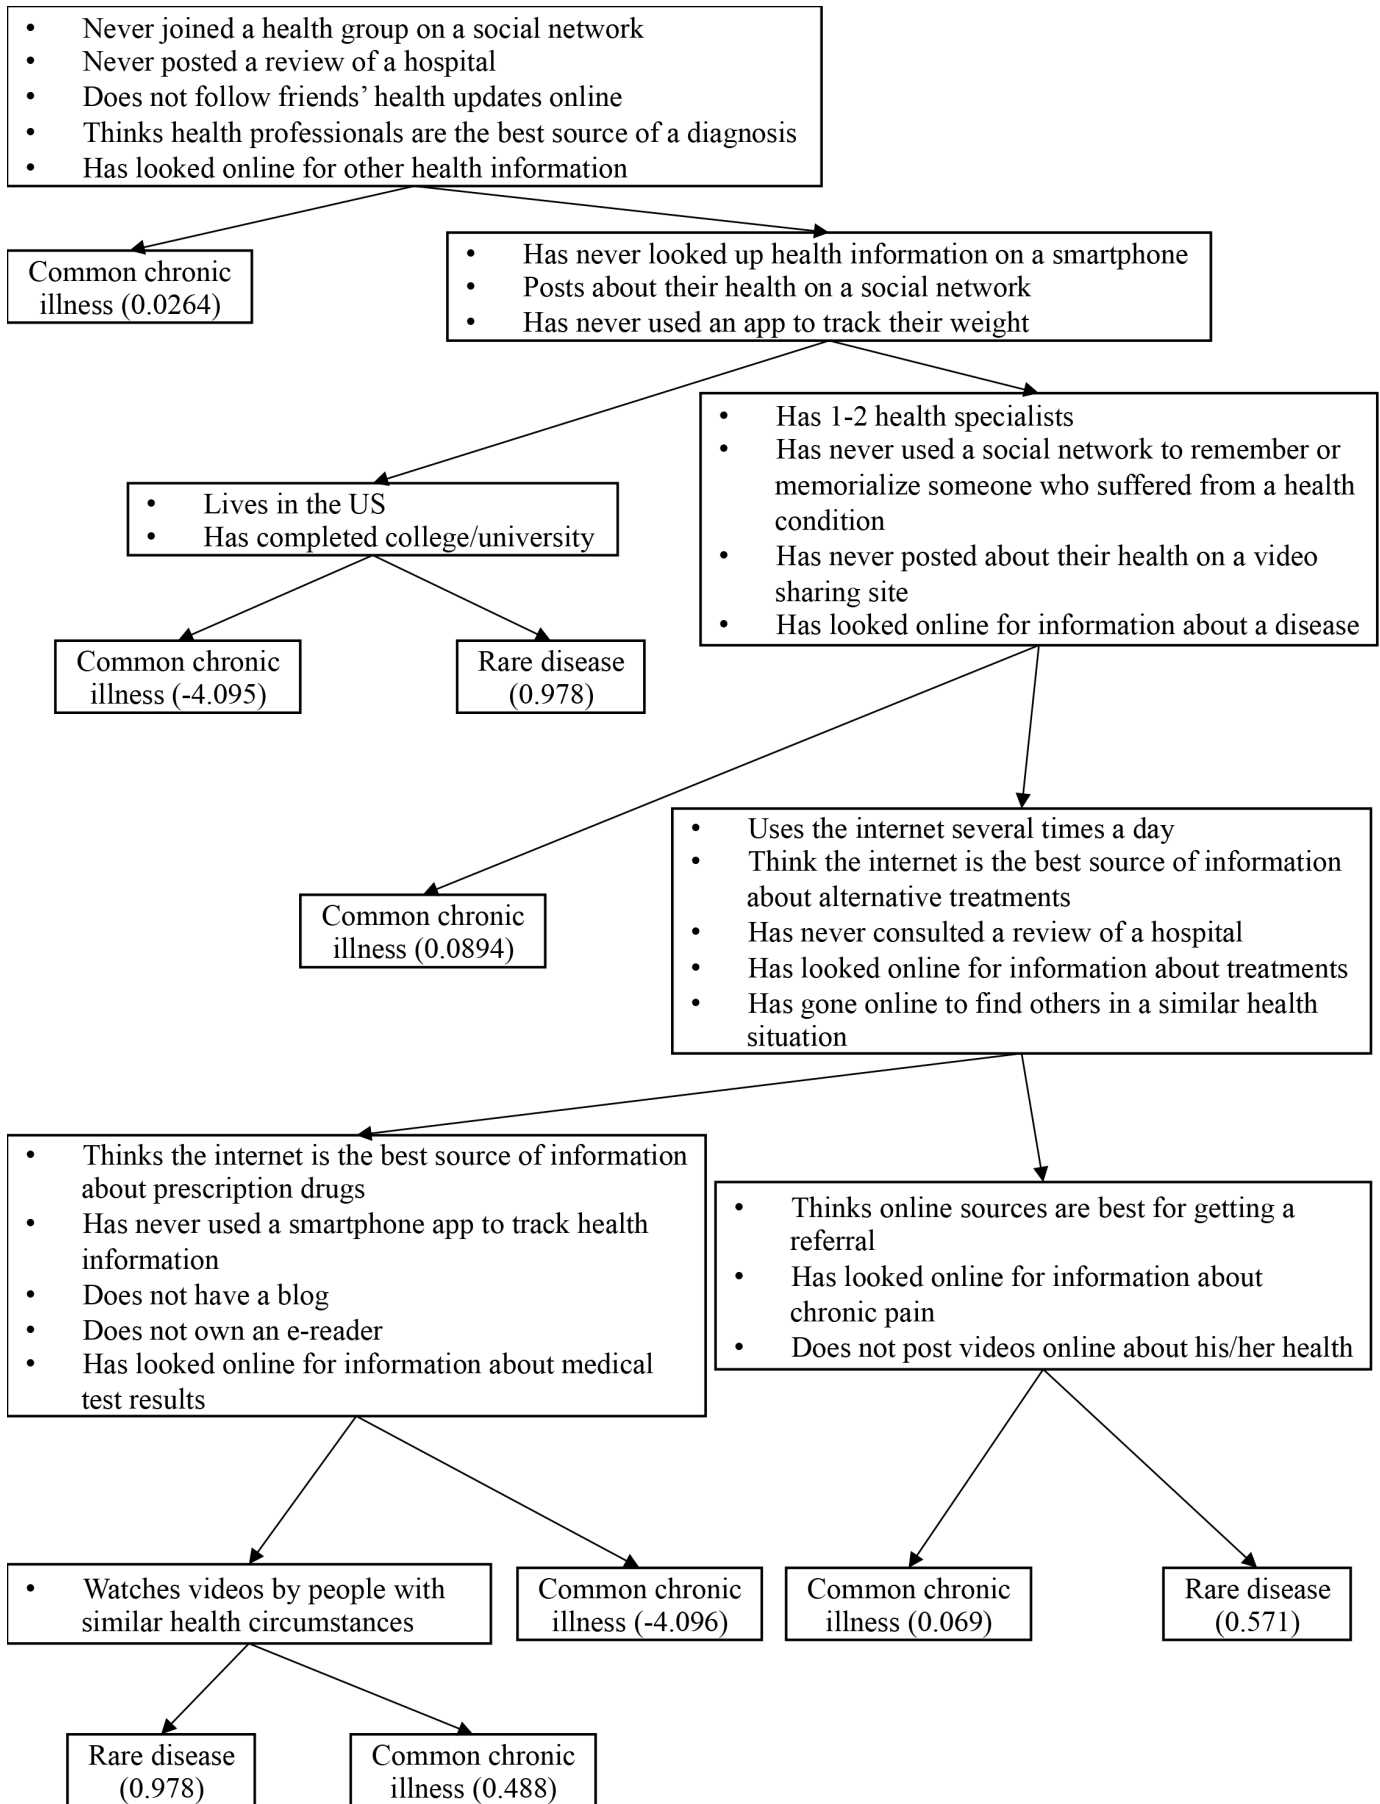 • Never joined a health group on a social network
• Never posted a review of a hospital
• Does not follow friends’ health updates online
• Thinks health professionals are the best source of a diagnosis
• Has looked online for other health information
Common chronic
illness (0.0264)
• Has never looked up health information on a smartphone
• Posts about their health on a social network
• Has never used an app to track their weight
• Has 1-2 health specialists
• Has never used a social network to remember or
memorialize someone who suffered from a health
condition
• Has never posted about their health on a video
sharing site
• Has looked online for information about a disease
• Lives in the US
• Has completed college/university
Common chronic
illness (-4.095)
Rare disease
(0.978)
• Uses the internet several times a day
• Think the internet is the best source of information
about alternative treatments
• Has never consulted a review of a hospital
• Has looked online for information about treatments
• Has gone online to find others in a similar health
situation
Common chronic
illness (0.0894)
• Thinks the internet is the best source of information
about prescription drugs
• Has never used a smartphone app to track health
information
• Does not have a blog
• Does not own an e-reader
• Has looked online for information about medical
test results
• Thinks online sources are best for getting a
referral
• Has looked online for information about
chronic pain
• Does not post videos online about his/her health
• Watches videos by people with
similar health circumstances
Common chronic
illness (-4.096)
Common chronic
illness (0.069)
Rare disease
(0.571)
Rare disease
(0.978)
Common chronic
illness (0.488)